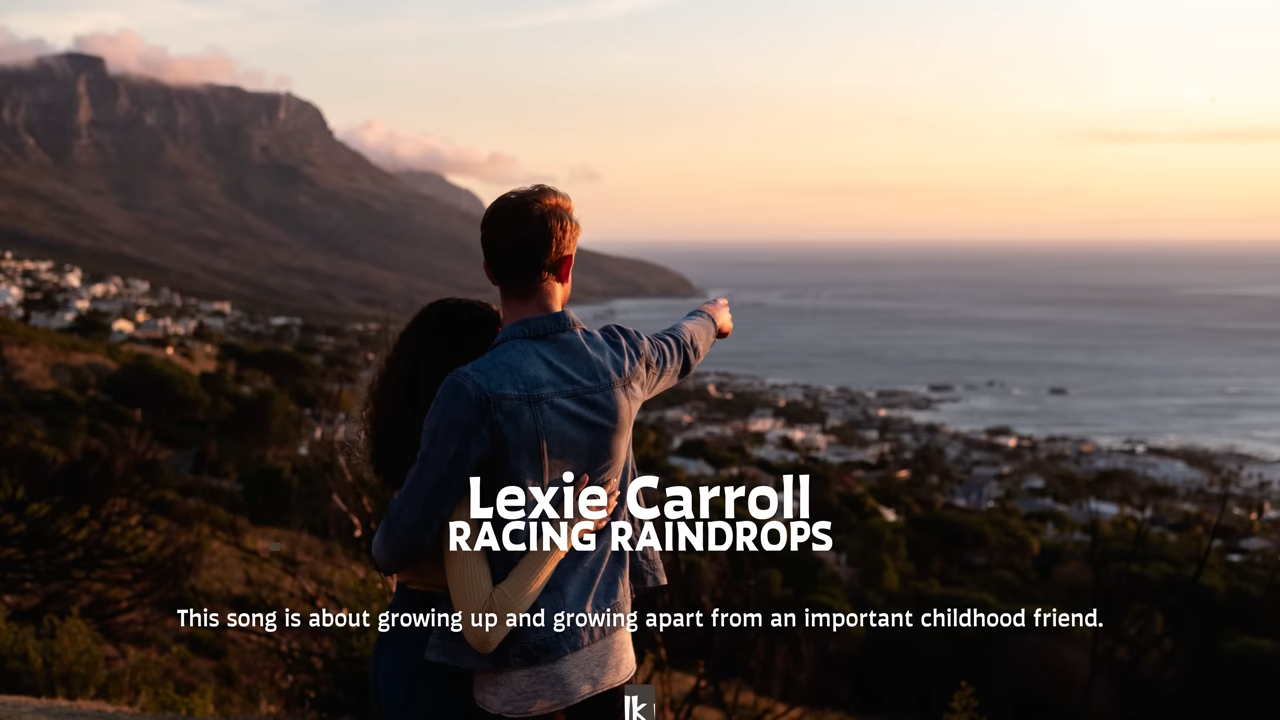 Lexie Carroll
RACING RAINDROPS
This song is about growing up and growing apart from an important childhood friend.